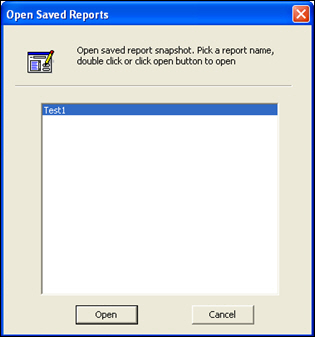 Open Saved Reports
Open saved report snapshot. Pick a report name,
double click or click open button to open
Test1
Open
Cancel